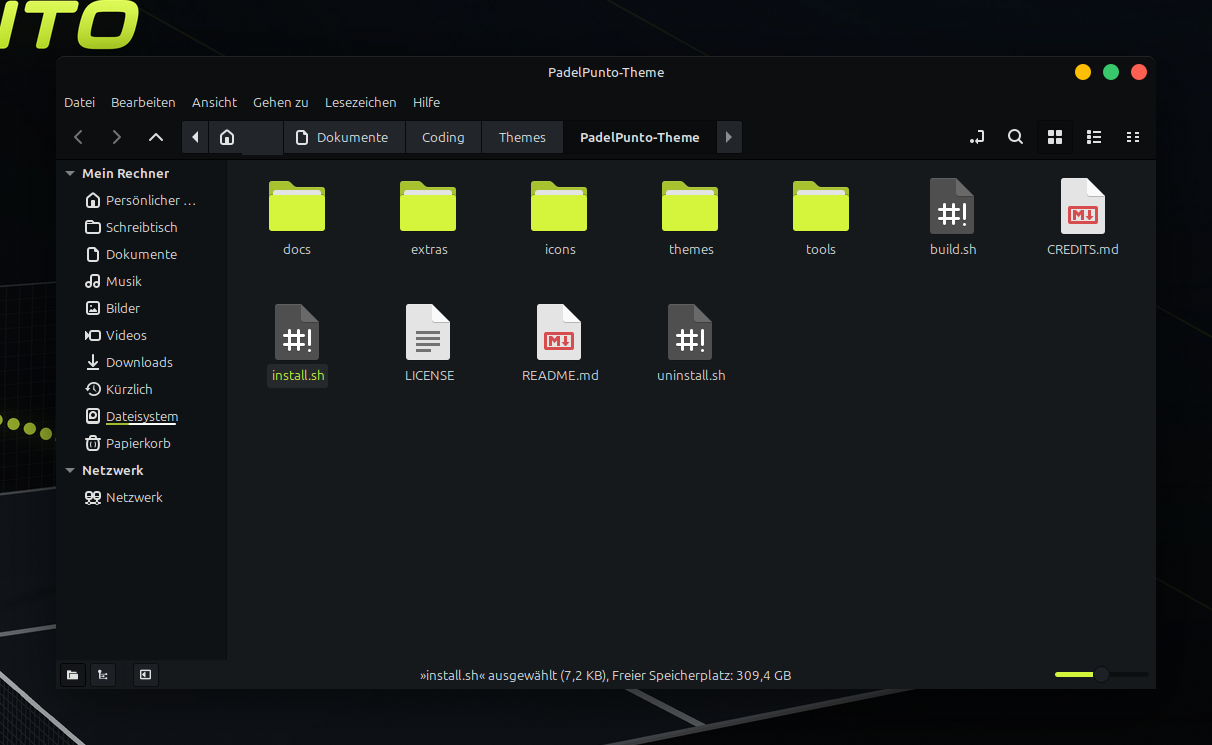 PadelPunto-Theme
Datei Bearbeiten Ansicht Gehen zu Lesezeichen Hilfe
Dokumente Coding Themes PadelPunto-Theme
Mein Rechner
Persönlicher ...
Schreibtisch
Dokumente
Musik
Bilder
Videos
Downloads
Kürzlich
Dateisystem
Papierkorb
Netzwerk
Netzwerk
docs extras icons themes tools build.sh CREDITS.md
install.sh LICENSE README.md uninstall.sh
»install.sh« ausgewählt (7,2 KB), Freier Speicherplatz: 309,4 GB